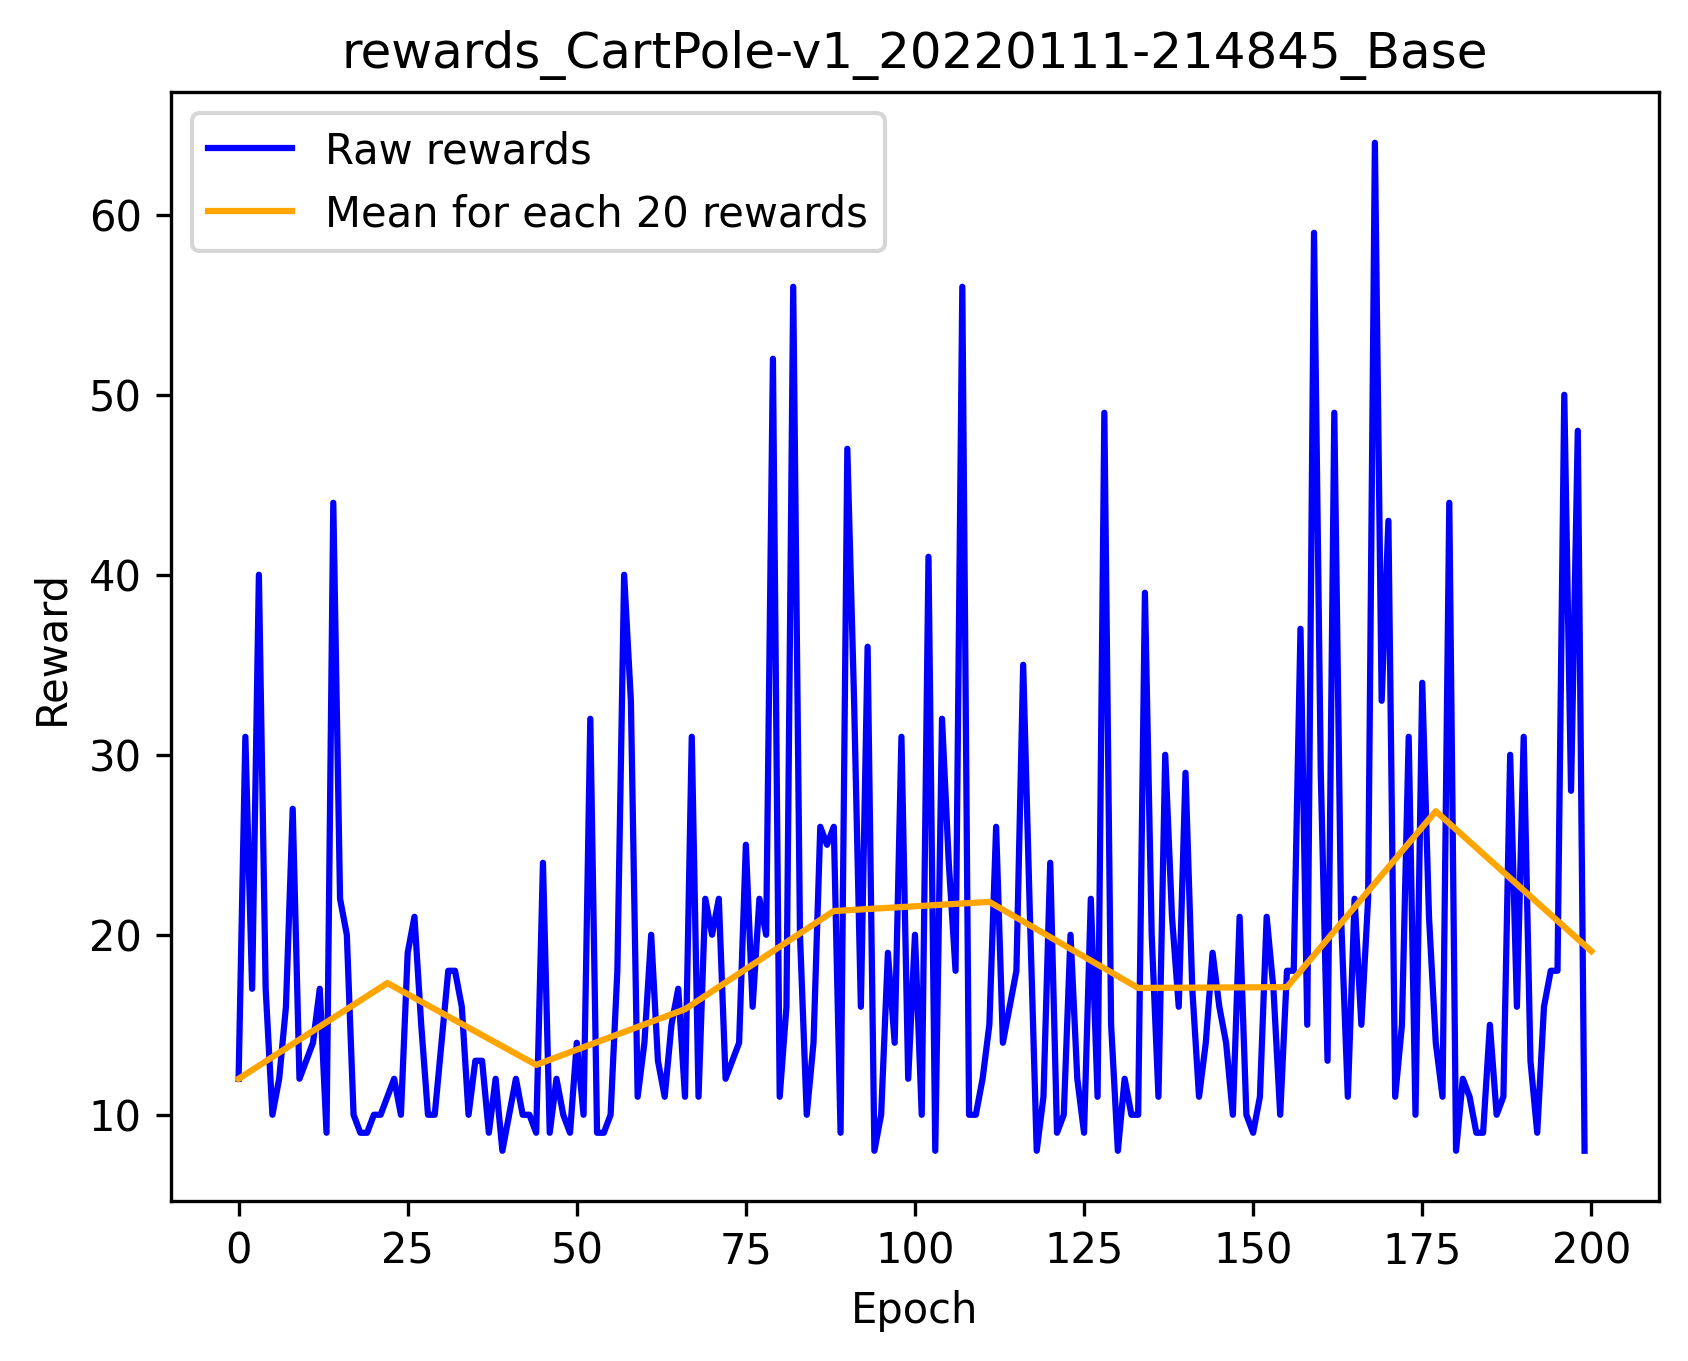 rewards_CartPole-v1_20220111-214845_Base
Raw rewards
Mean for each 20 rewards
60
50
40
30
20
10
Reward
0 25 50 75 100 125 150 175 200
Epoch